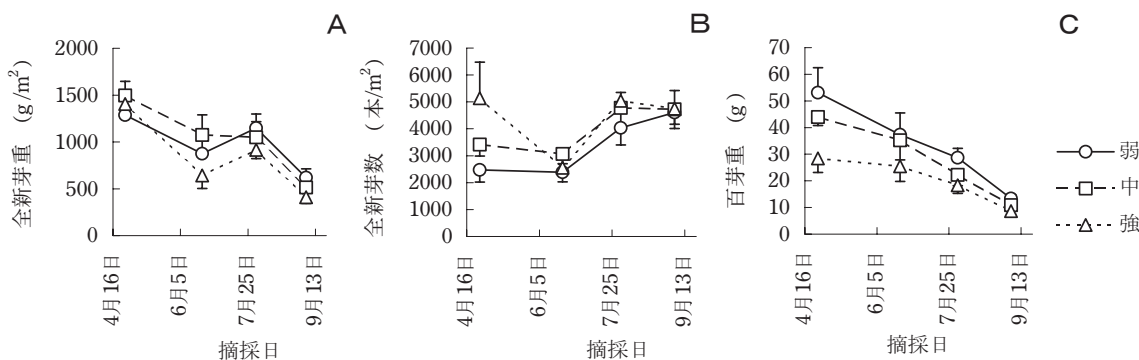 A
全新芽重 (g/m²)
2000
1500
1000
500
0
4月16日
6月5日
7月25日
9月13日
摘採日
B
全新芽数 (本/m²)
7000
6000
5000
4000
3000
2000
1000
0
4月16日
6月5日
7月25日
9月13日
摘採日
C
百芽重 (g)
70
60
50
40
30
20
10
0
4月16日
6月5日
7月25日
9月13日
摘採日
弱
中
強